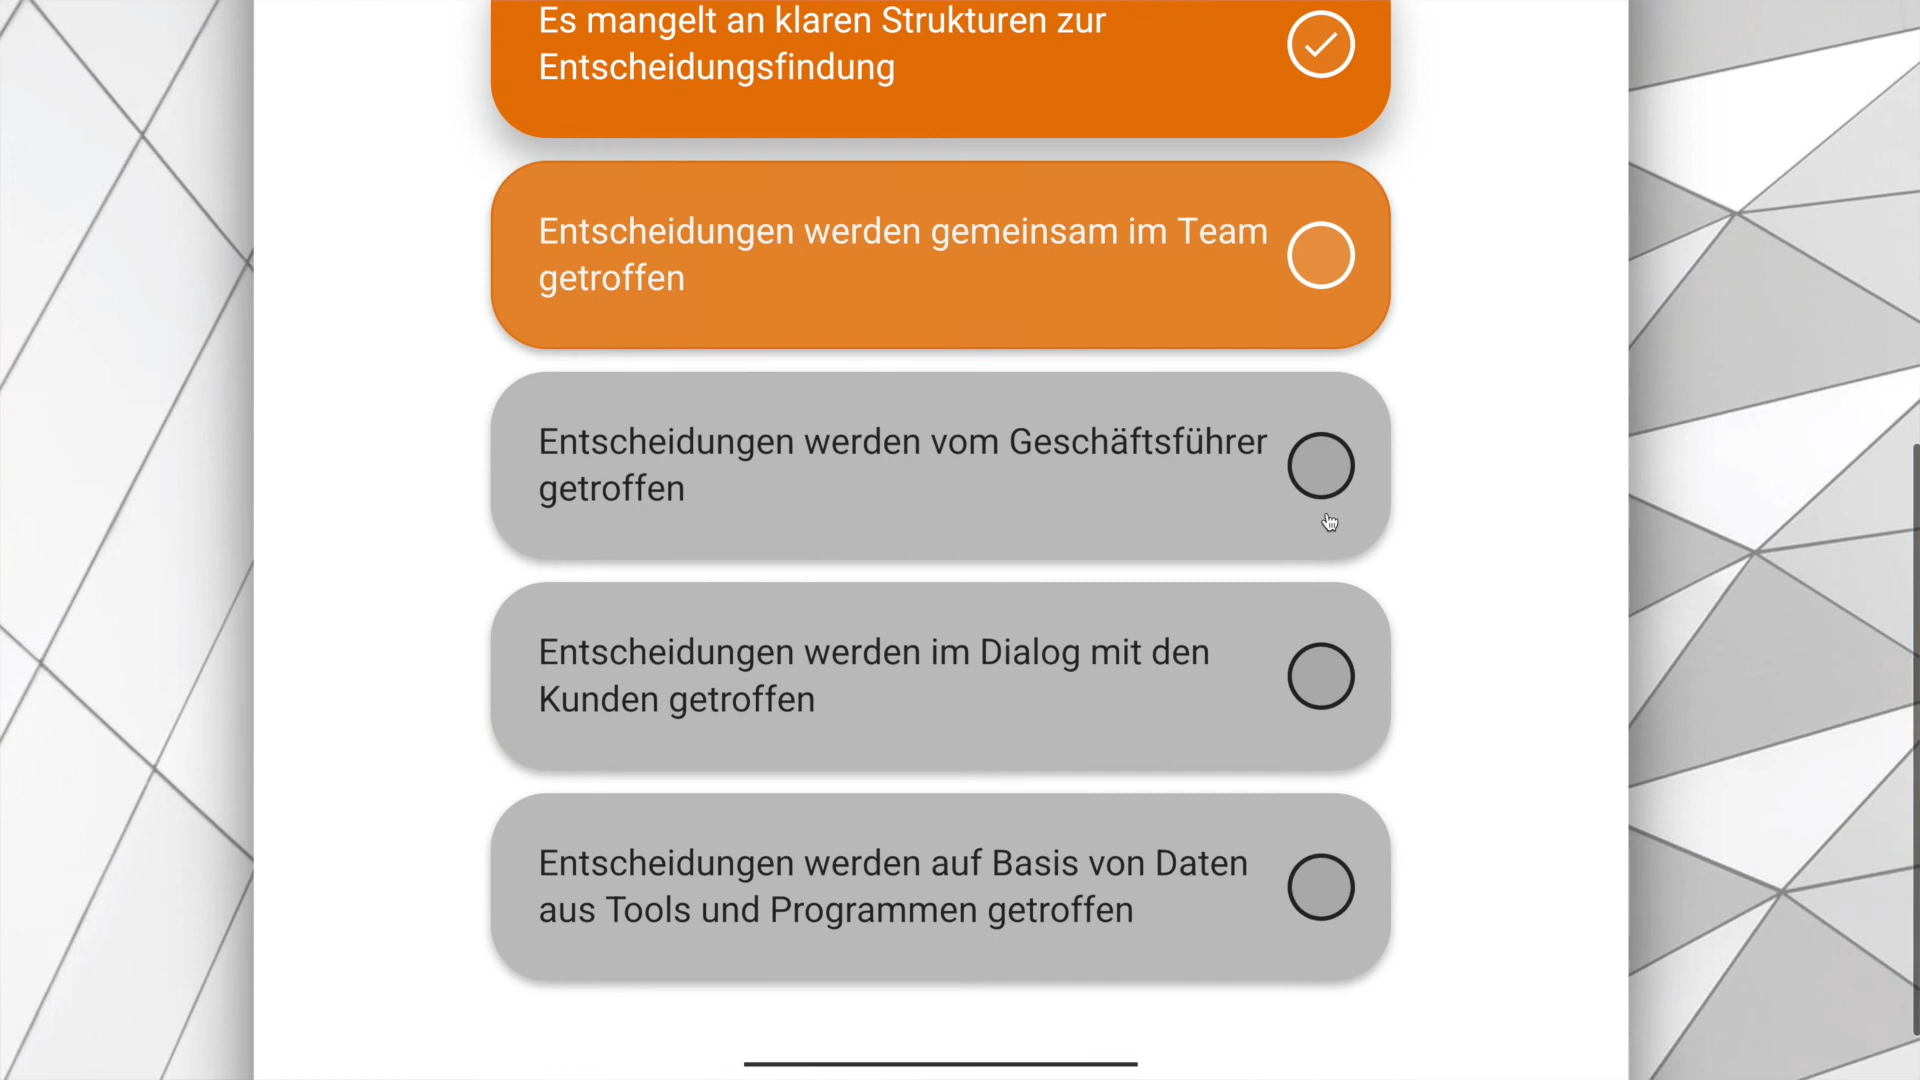 Es mangelt an klaren Strukturen zur
Entscheidungsfindung
Entscheidungen werden gemeinsam im Team
getroffen
Entscheidungen werden vom Geschäftsführer
getroffen
Entscheidungen werden im Dialog mit den
Kunden getroffen
Entscheidungen werden auf Basis von Daten
aus Tools und Programmen getroffen